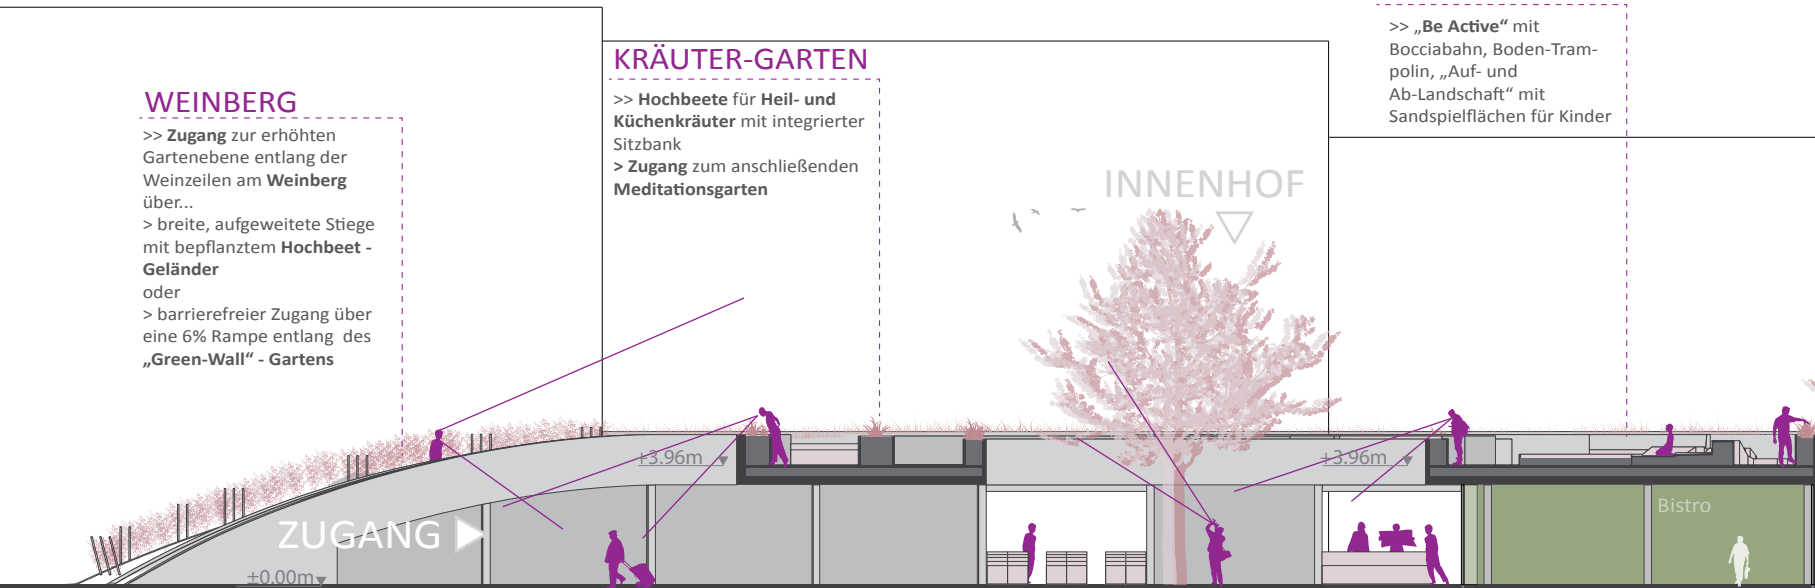 WEINBERG
>> Zugang zur erhöhten
Gartenebene entlang der
Weinzeilen am Weinberg
über...
> breite, aufgeweitete Stiege
mit bepflanztem Hochbeet -
Geländer
oder
> barrierefreier Zugang über
eine 6% Rampe entlang des
„Green-Wall“ - Gartens
KRÄUTER-GARTEN
>> Hochbeete für Heil- und
Küchenkräuter mit integrierter
Sitzbank
> Zugang zum anschließenden
Meditationsgarten
>> „Be Active“ mit
Bocciabahn, Boden-Tram-
polin, „Auf- und
Ab-Landschaft“ mit
Sandspielflächen für Kinder
INNENHOF
+3.96m
+3.96m
ZUGANG
Bistro
±0.00m